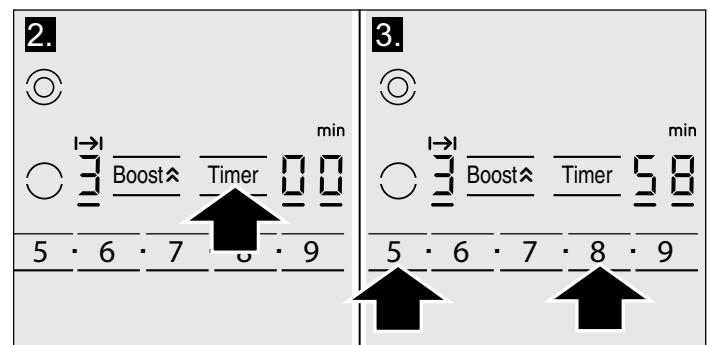 2.
min
3 Boost Timer 00
5 · 6 · 7 · 8 · 9
3.
min
3 Boost Timer 58
5 · 6 · 7 · 8 · 9